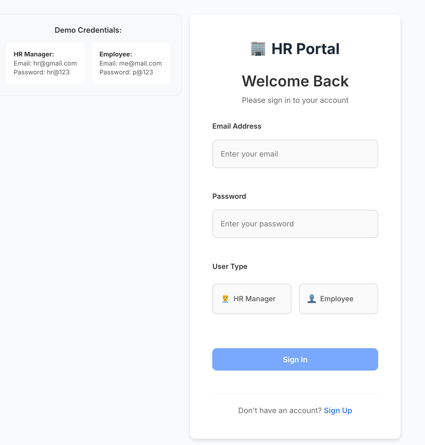 Demo Credentials:
HR Manager:
Email: hr@gmail.com
Password: hr@123
Employee:
Email: me@mail.com
Password: p@123
HR Portal
Welcome Back
Please sign in to your account
Email Address
Enter your email
Password
Enter your password
User Type
HR Manager
Employee
Sign In
Don't have an account? Sign Up